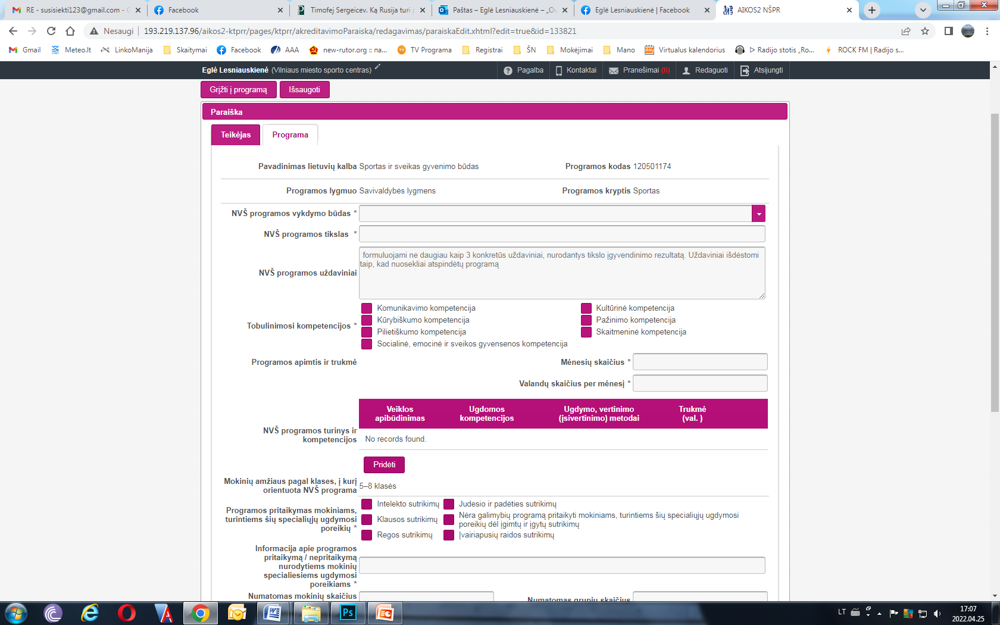 RE - susisiekti123@gmail.com - G
Facebook
Timofej Sergeicev. Ką Rusija turi
Paštas – Eglė Lesniauskienė – „Ou
Eglė Lesniauskienė | Facebook
AIKOS2 NŠPR
Nesaugi | 193.219.137.96/aikos2-ktprr/pages/ktprr/akreditavimoParaiska/redagavimas/paraiskaEdit.xhtml?edit=true&id=133821
Gmail Meteo.lt LinkoManija Skaitymai Facebook AAA new-rutor.org :: па... TV Programa Registrai ŠN Mokėjimai Mano Virtualus kalendorius ᐅ Radijo stotis „Ro... ROCK FM | Radijo s...
Eglė Lesniauskienė (Vilniaus miesto sporto centras) Pagalba Kontaktai Pranešimai (6) Redaguoti Atsijungti
Grįžti į programą Išsaugoti
Paraiška
Teikėjas Programa
Pavadinimas lietuvių kalba Sportas ir sveikas gyvenimo būdas Programos kodas 120501174
Programos lygmuo Savivaldybės lygmens Programos kryptis Sportas
NVŠ programos vykdymo būdas *
NVŠ programos tikslas *
NVŠ programos uždaviniai
formuluojami ne daugiau kaip 3 konkretūs uždaviniai, nurodantys tikslo įgyvendinimo rezultatą. Uždaviniai išdėstomi
taip, kad nuosekliai atspindėtų programą
Tobulinimosi kompetencijos *
Komunikavimo kompetencija Kultūrinė kompetencija
Kūrybiškumo kompetencija Pažinimo kompetencija
Pilietiškumo kompetencija Skaitmeninė kompetencija
Socialinė, emocinė ir sveikos gyvensenos kompetencija
Programos apimtis ir trukmė Mėnesių skaičius *
Valandų skaičius per mėnesį *
NVŠ programos turinys ir
kompetencijos
Veiklos
apibūdinimas
Ugdomos
kompetencijos
Ugdymo, vertinimo
(įsivertinimo) metodai
Trukmė
(val. )
No records found.
Pridėti
Mokinių amžiaus pagal klases, į kurį
orientuota NVŠ programa
5–8 klasės
Programos pritaikymas mokiniams,
turintiems šių specialiųjų ugdymosi
poreikių *
Intelekto sutrikimų Judesio ir padėties sutrikimų
Klausos sutrikimų
Nėra galimybių programą pritaikyti mokiniams, turintiems šių specialiųjų ugdymosi
poreikių dėl įgimtų ir įgytų sutrikimų
Regos sutrikimų Įvairiapusių raidos sutrikimų
Informacija apie programos
pritaikymą / nepritaikymą
nurodytiems mokinių
specialiesiems ugdymosi
poreikiams *
Numatomas mokinių skaičius Numatomas grupių skaičius
LT 17:07
2022.04.25